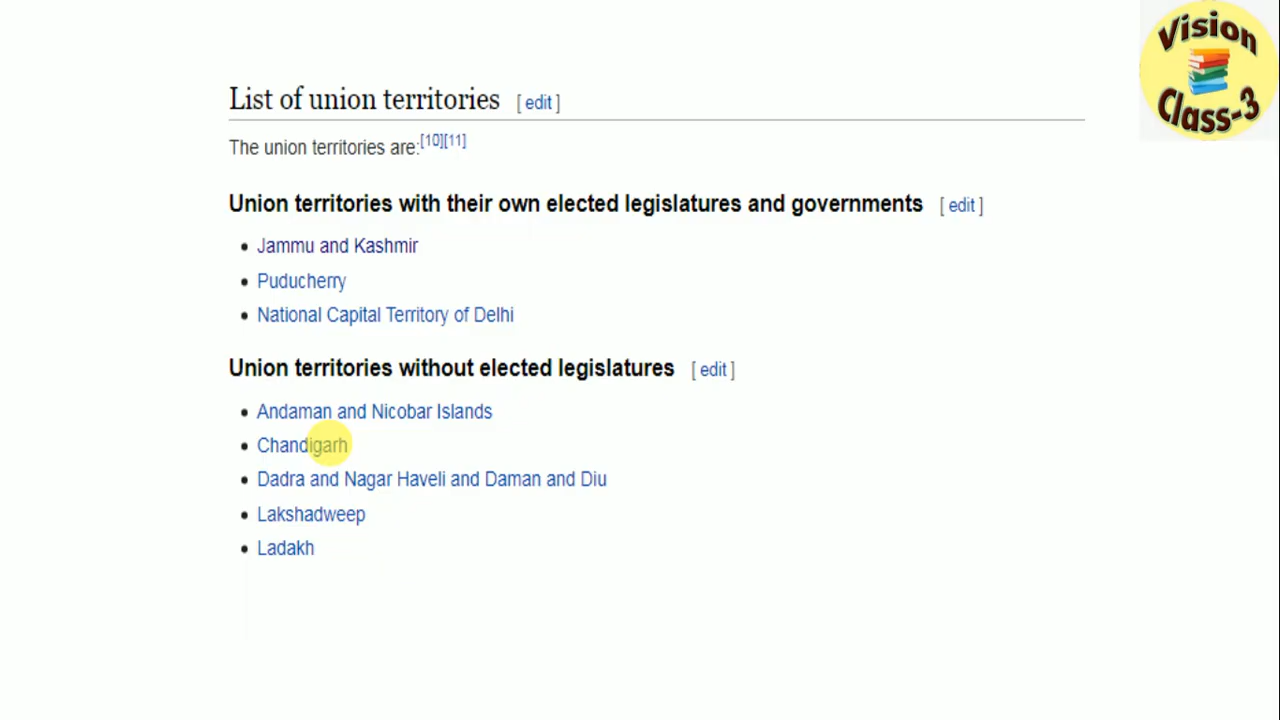 Vision
Class-3
List of union territories [ edit ]
The union territories are:[10][11]
Union territories with their own elected legislatures and governments [ edit ]
Jammu and Kashmir
Puducherry
National Capital Territory of Delhi
Union territories without elected legislatures [ edit ]
Andaman and Nicobar Islands
Chandigarh
Dadra and Nagar Haveli and Daman and Diu
Lakshadweep
Ladakh